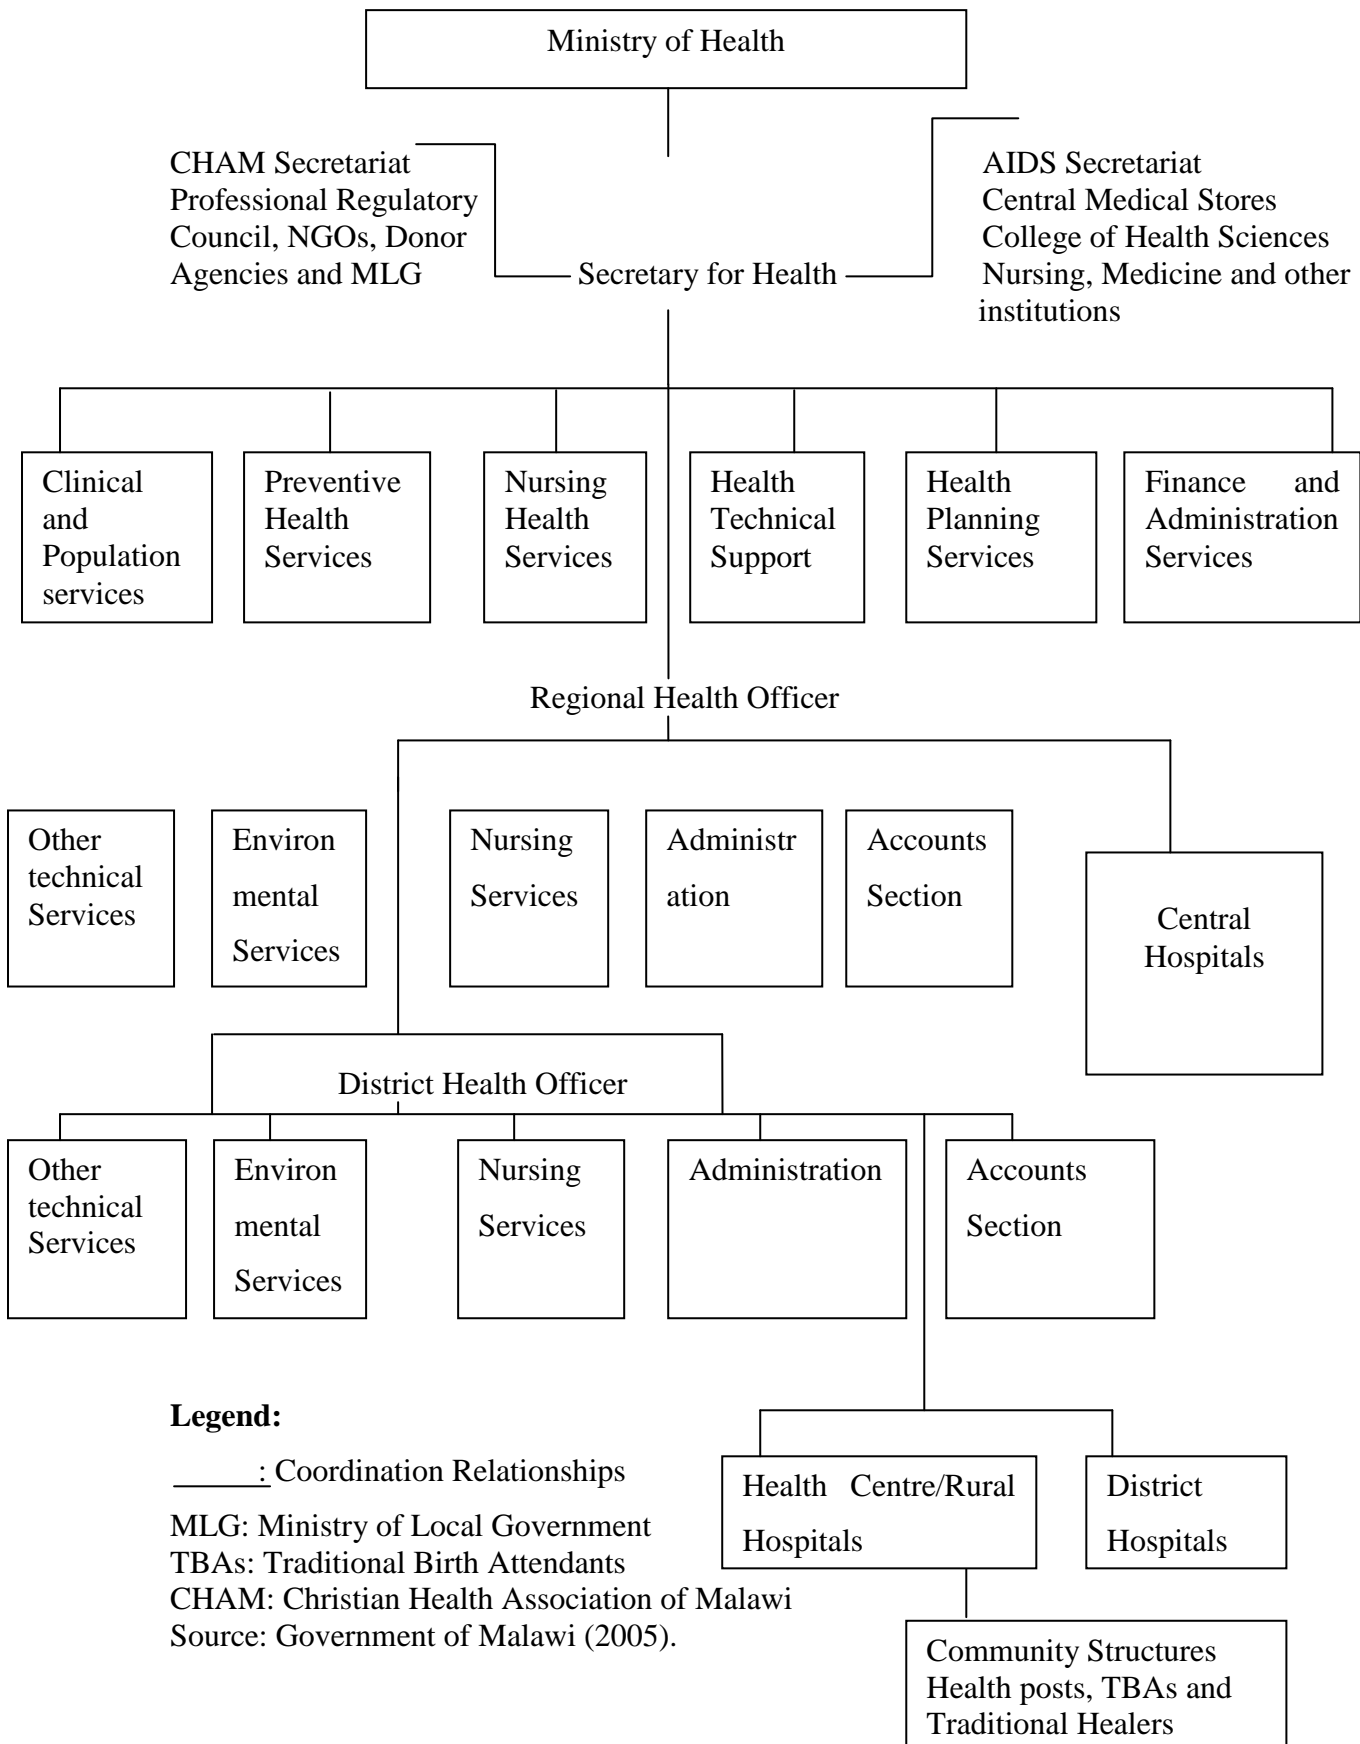 Ministry of Health
CHAM Secretariat
Professional Regulatory
Council, NGOs, Donor
Agencies and MLG
AIDS Secretariat
Central Medical Stores
College of Health Sciences
Nursing, Medicine and other
institutions
Secretary for Health
Clinical
and
Population
services
Preventive
Health
Services
Nursing
Health
Services
Health
Technical
Support
Health
Planning
Services
Finance and
Administration
Services
Regional Health Officer
Other
technical
Services
Environ
mental
Services
Nursing
Services
Administr
ation
Accounts
Section
Central
Hospitals
District Health Officer
Other
technical
Services
Environ
mental
Services
Nursing
Services
Administration
Accounts
Section
Legend:
: Coordination Relationships
MLG: Ministry of Local Government
TBAs: Traditional Birth Attendants
CHAM: Christian Health Association of Malawi
Source: Government of Malawi (2005).
Health Centre/Rural
Hospitals
District
Hospitals
Community Structures
Health posts, TBAs and
Traditional Healers